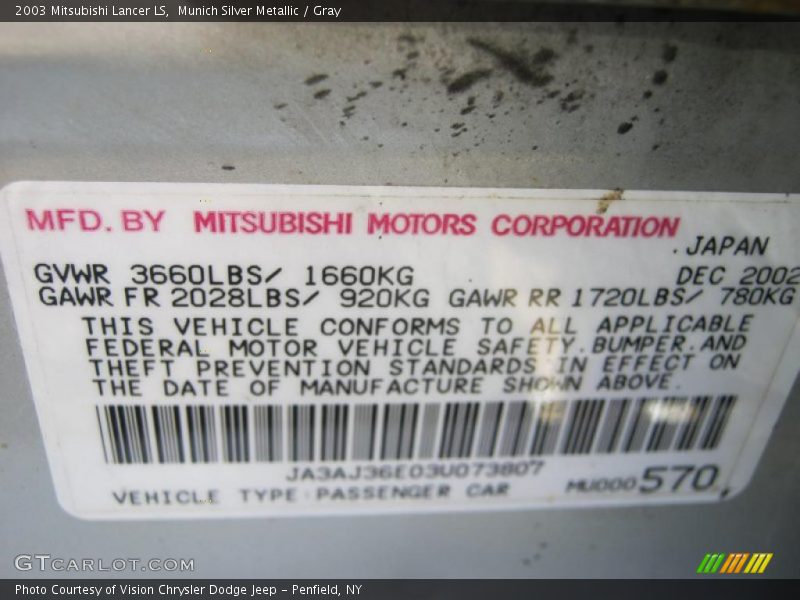 2003 Mitsubishi Lancer LS,  Munich Silver Metallic / Gray
MFD. BY MITSUBISHI MOTORS CORPORATION
.JAPAN
GVWR 3660LBS/ 1660KG DEC 2002
GAWR FR 2028LBS/ 920KG GAWR RR 1720LBS/ 780KG
THIS VEHICLE CONFORMS TO ALL APPLICABLE
FEDERAL MOTOR VEHICLE SAFETY.BUMPER.AND
THEFT PREVENTION STANDARDS IN EFFECT ON
THE DATE OF MANUFACTURE SHOWN ABOVE.
JA3AJ36E03U073807
VEHICLE TYPE PASSENGER CAR MU000570
GTCARLOT.COM
Photo Courtesy of Vision Chrysler Dodge Jeep - Penfield, NY